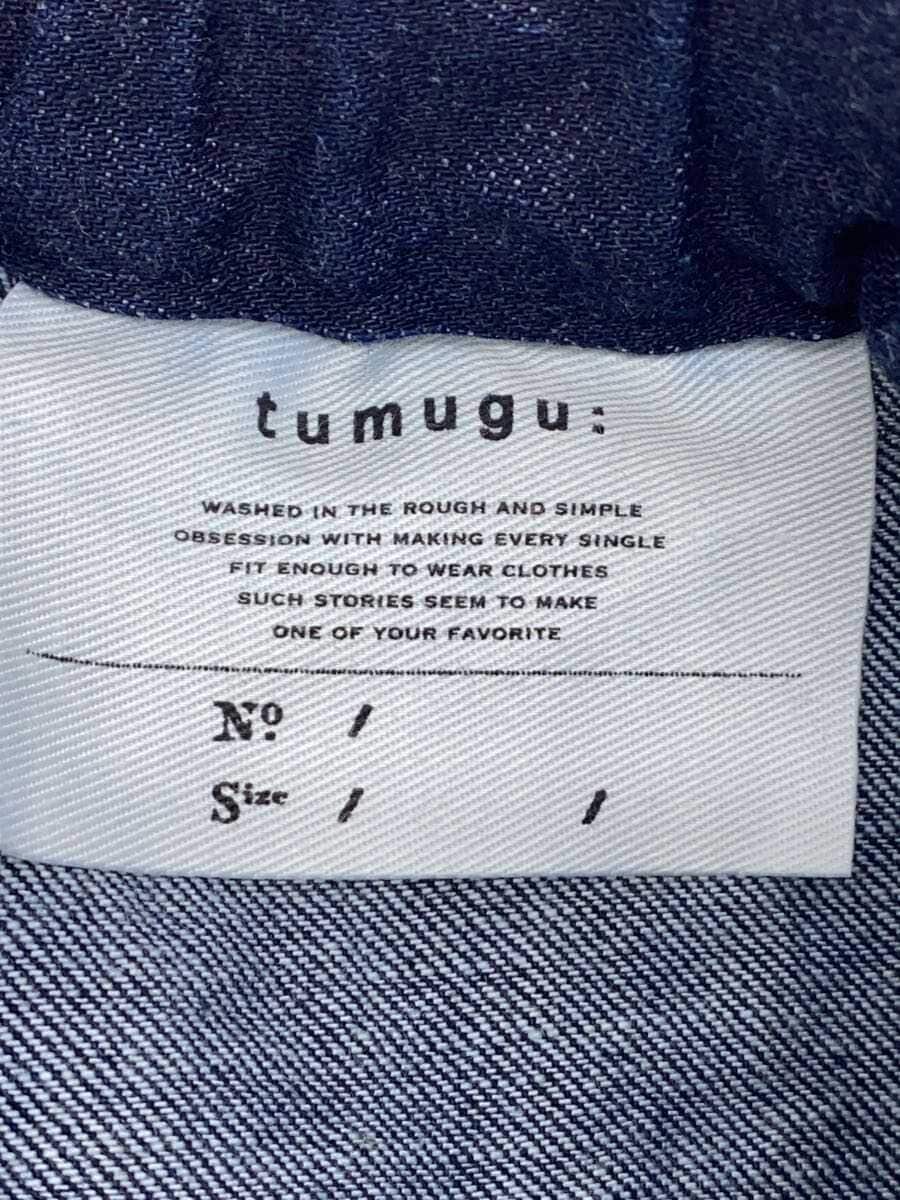 tumugu:
WASHED IN THE ROUGH AND SIMPLE
OBSESSION WITH MAKING EVERY SINGLE
FIT ENOUGH TO WEAR CLOTHES
SUCH STORIES SEEM TO MAKE
ONE OF YOUR FAVORITE
Nº /
Size / /